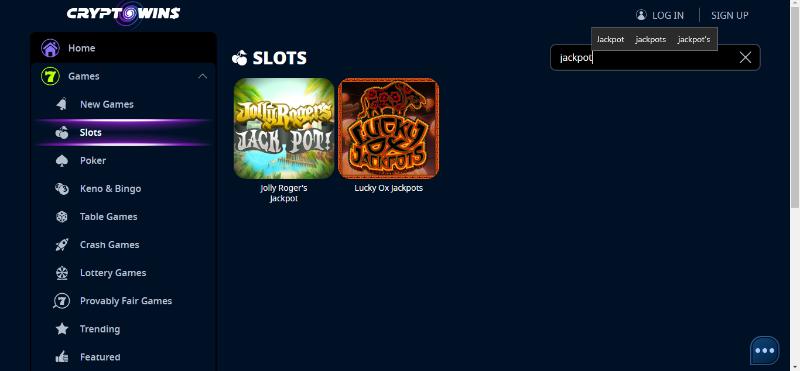 CRYPTOWINS
LOG IN
SIGN UP
Jackpot jackpots jackpot's
jackpot
Home
Games
New Games
Slots
Poker
Keno & Bingo
Table Games
Crash Games
Lottery Games
Provably Fair Games
Trending
Featured
SLOTS
Jolly Roger's
JACK POT!
Jolly Roger's
Jackpot
LUCKY
OX
JACKPOTS
Lucky Ox Jackpots